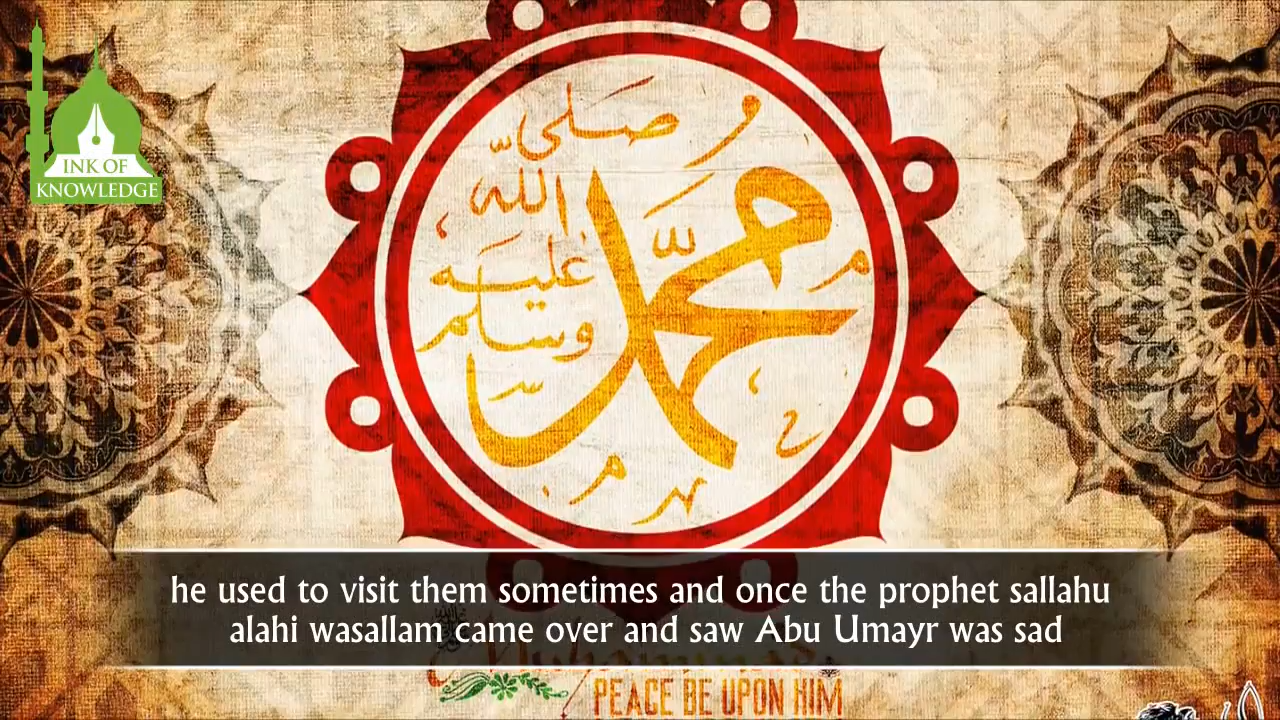 INK OF
KNOWLEDGE
صلى
الله
عليه
وسلم
محمد
he used to visit them sometimes and once the prophet sallahu
alahi wasallam came over and saw Abu Umayr was sad
PEACE BE UPON HIM